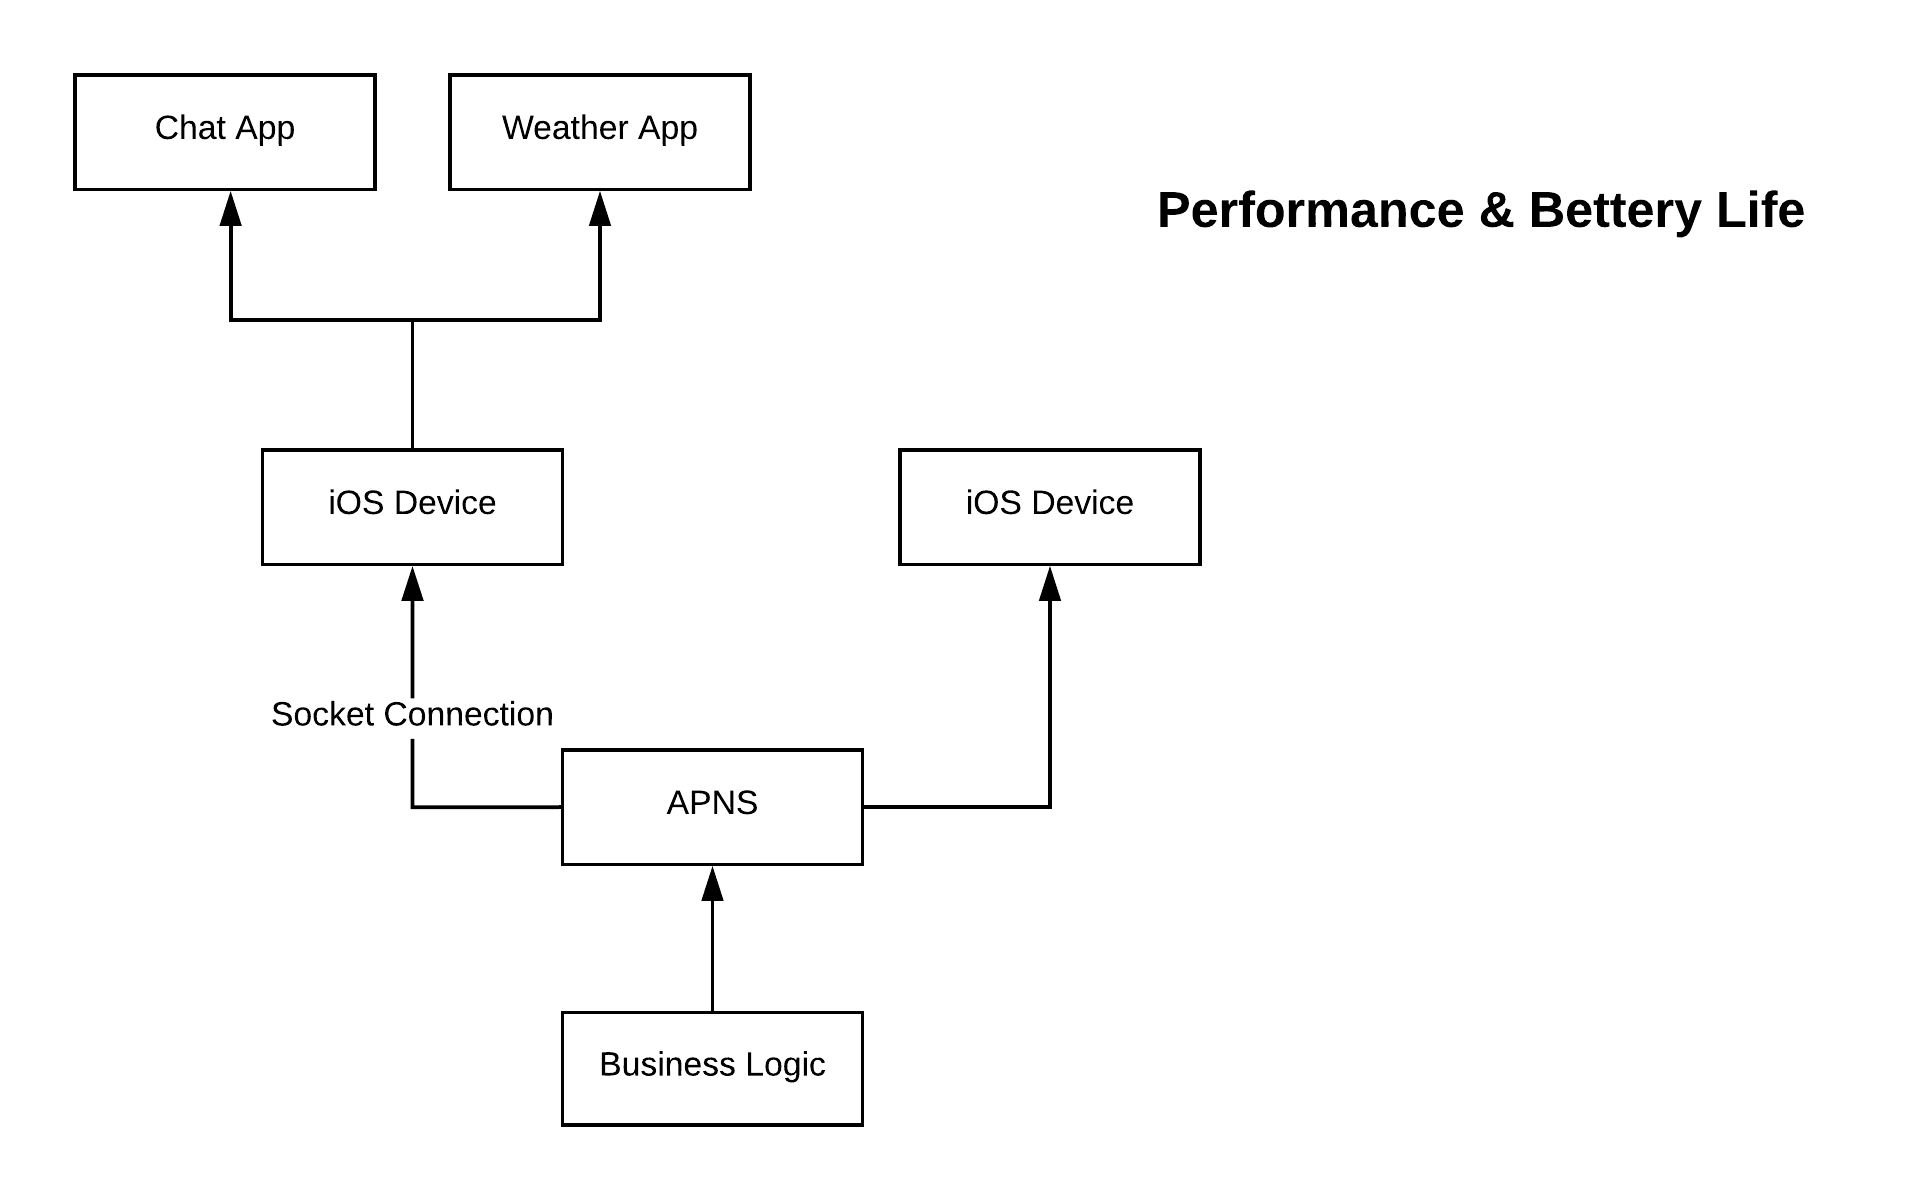 Chat App
Weather App
Performance & Bettery Life
iOS Device
iOS Device
Socket Connection
APNS
Business Logic